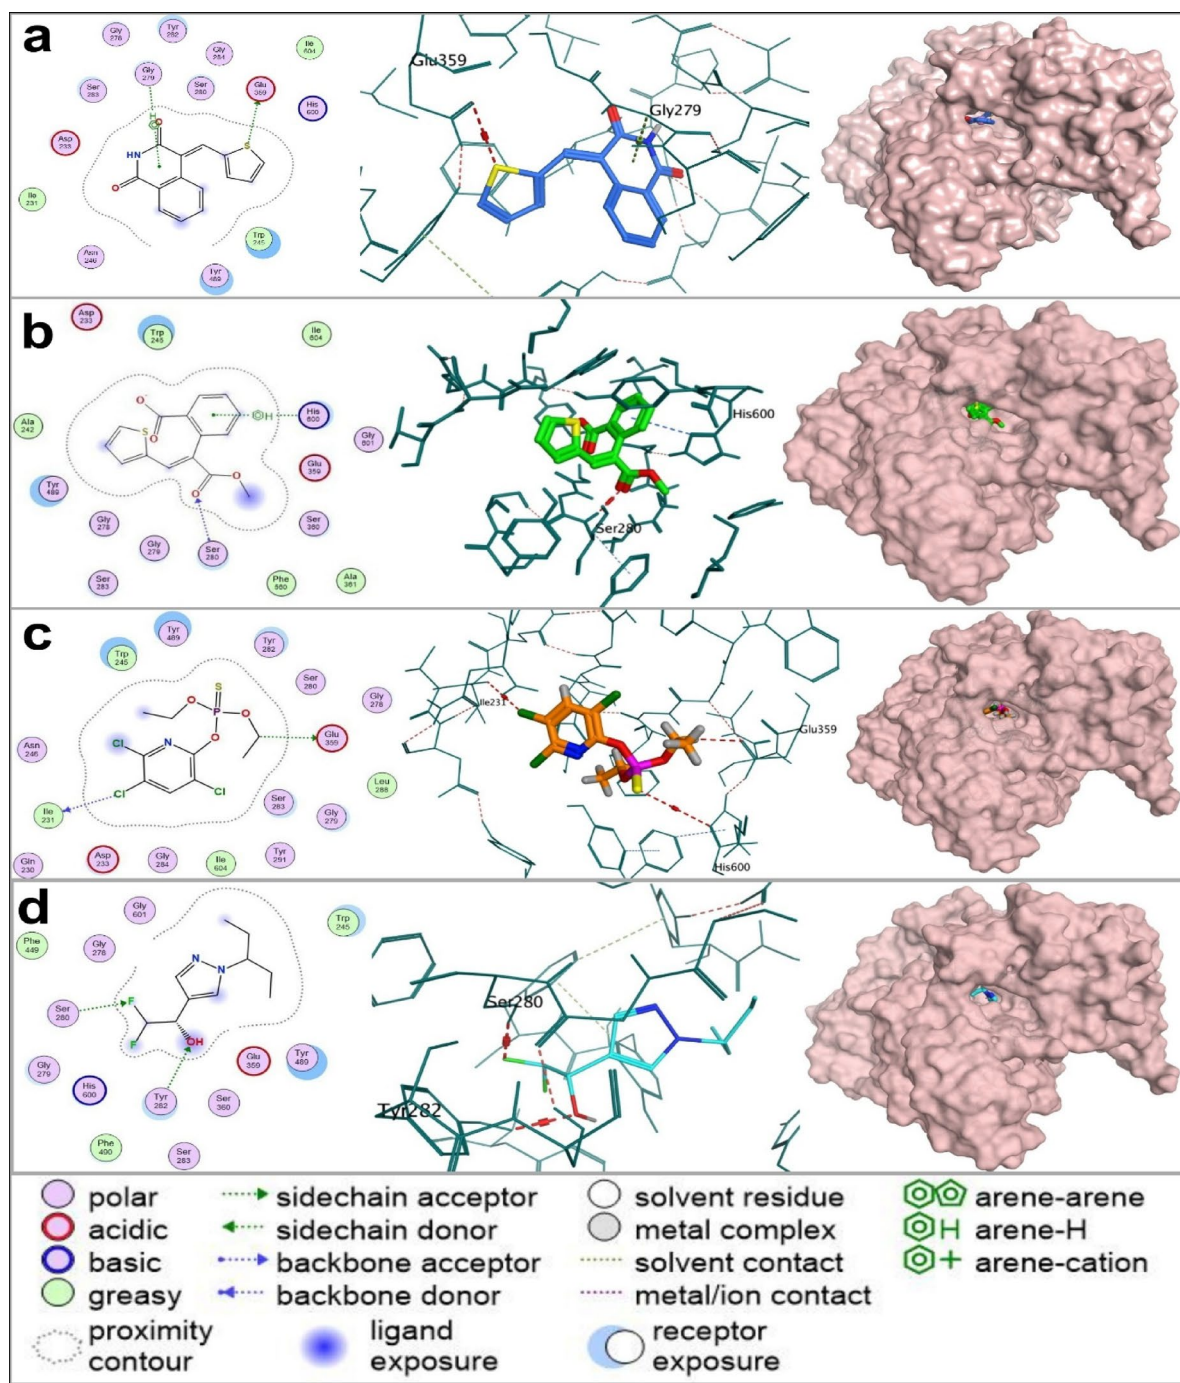 a
Gly 278
Tyr 282
Gly 284
Ile 604
Gly 279
Ser 283
Ser 280
Glu 359
His 600
H
O
S
Asp 233
HN
O
Ile 231
Trp 245
Asn 246
Tyr 489
Glu359
Gly279
b
Asp 233
Trp 245
Ile 604
O-
H
His 600
Ala 242
S
O
Gly 601
Glu 359
O
Tyr 489
O
Gly 278
Ser 360
Gly 279
Ser 280
Ser 283
Phe 560
Ala 361
His600
Ser280
c
Tyr 489
Tyr 282
Trp 245
S
Ser 280
Gly 278
O
P
O
Glu 359
Asn 246
Cl
N
O
Leu 288
Ser 283
Cl
Cl
Gly 279
Ile 231
Tyr 291
Asp 233
Gly 284
Ile 604
Gln 230
Ile231
Glu359
His600
d
Gly 601
Trp 245
Phe 449
Gly 278
N
N
F
Ser 280
F
OH
Glu 359
Tyr 489
Gly 279
His 600
Tyr 282
Ser 360
Phe 490
Ser 283
Ser280
Tyr282
polar
sidechain acceptor
solvent residue
arene-arene
acidic
sidechain donor
metal complex
H
arene-H
basic
backbone acceptor
solvent contact
+
arene-cation
greasy
backbone donor
metal/ion contact
proximity
contour
ligand
exposure
receptor
exposure